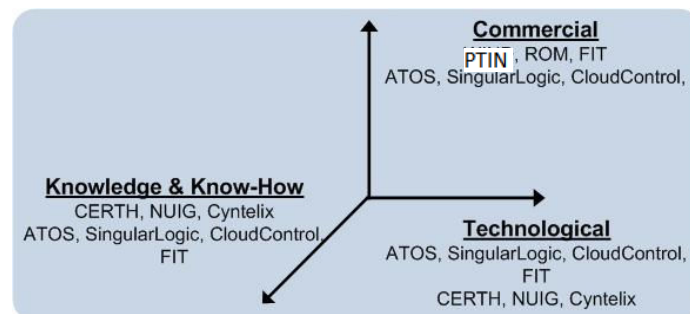 Commercial
PTIN, ROM, FIT
ATOS, SingularLogic, CloudControl,
Knowledge & Know-How
CERTH, NUIG, Cyntelix
ATOS, SingularLogic, CloudControl,
FIT
Technological
ATOS, SingularLogic, CloudControl,
FIT
CERTH, NUIG, Cyntelix